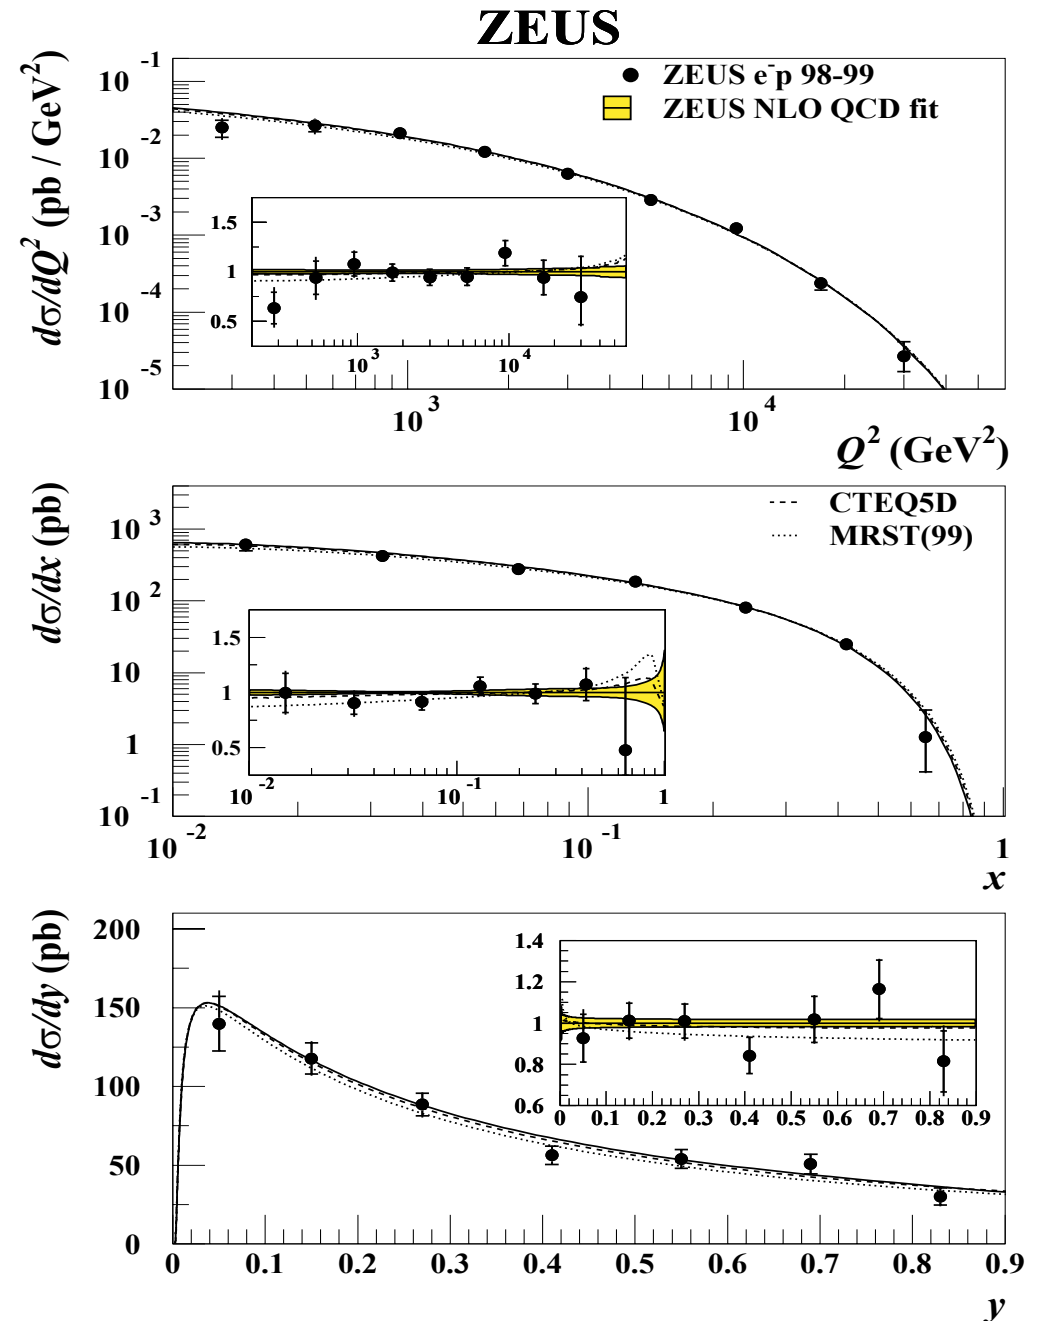 ZEUS
dσ/dQ² (pb / GeV²)
ZEUS e⁻p 98-99
ZEUS NLO QCD fit
10⁻¹
10⁻²
10⁻³
10⁻⁴
10⁻⁵
1.5
1
0.5
10³ 10⁴
10³ 10⁴
Q² (GeV²)
dσ/dx (pb)
CTEQ5D
MRST(99)
10³
10²
10
1
10⁻¹
1.5
1
0.5
10⁻² 10⁻¹ 1
10⁻² 10⁻¹ 1
x
dσ/dy (pb)
200
150
100
50
0
1.4
1.2
1
0.8
0.6
0 0.1 0.2 0.3 0.4 0.5 0.6 0.7 0.8 0.9
0 0.1 0.2 0.3 0.4 0.5 0.6 0.7 0.8 0.9
y